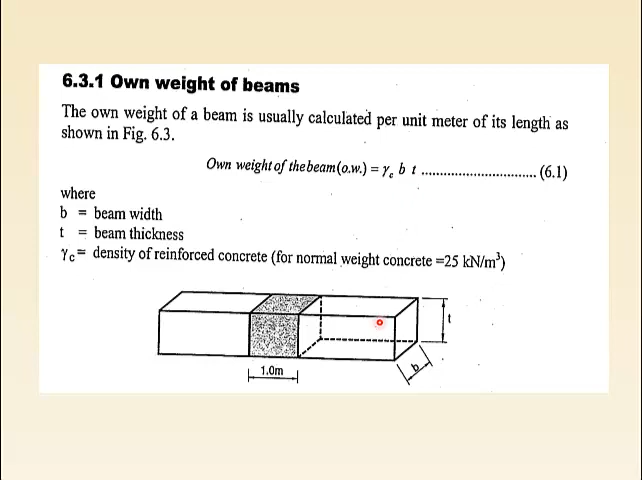 6.3.1 Own weight of beams
The own weight of a beam is usually calculated per unit meter of its length as
shown in Fig. 6.3.
Own weight of the beam (o.w.) = γc b t ............................... (6.1)
where
b = beam width
t = beam thickness
γc = density of reinforced concrete (for normal weight concrete =25 kN/m³)
t
1.0m
b